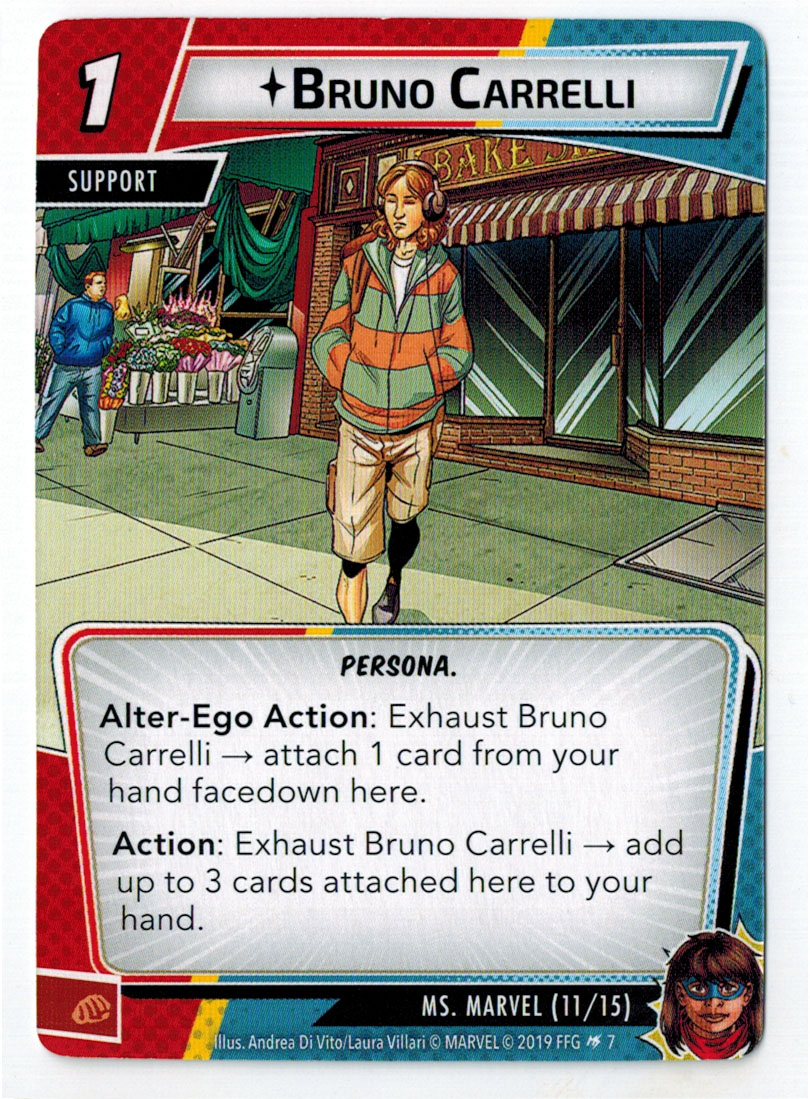 1
✦BRUNO CARRELLI
SUPPORT
BAKE S
PERSONA.
Alter-Ego Action: Exhaust Bruno
Carrelli → attach 1 card from your
hand facedown here.
Action: Exhaust Bruno Carrelli → add
up to 3 cards attached here to your
hand.
MS. MARVEL (11/15)
Illus. Andrea Di Vito/Laura Villari © MARVEL © 2019 FFG 7